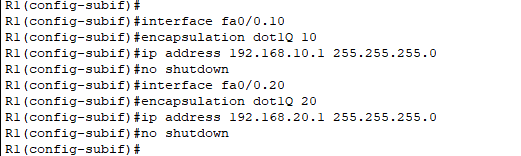 R1(config-subif)#
R1(config-subif)#interface fa0/0.10
R1(config-subif)#encapsulation dot1Q 10
R1(config-subif)#ip address 192.168.10.1 255.255.255.0
R1(config-subif)#no shutdown
R1(config-subif)#interface fa0/0.20
R1(config-subif)#encapsulation dot1Q 20
R1(config-subif)#ip address 192.168.20.1 255.255.255.0
R1(config-subif)#no shutdown
R1(config-subif)#